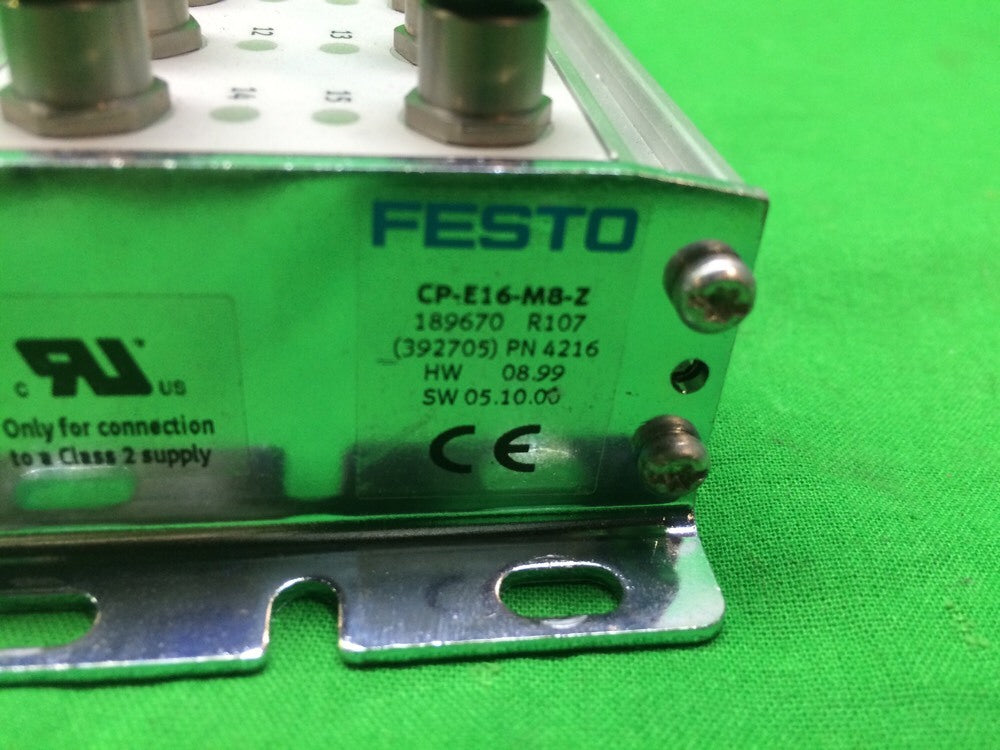 12 13
14 15
FESTO
CP-E16-M8-Z
189670 R107
(392705) PN 4216
HW 08.99
SW 05.10.00
CE
c RU US
Only for connection
to a Class 2 supply